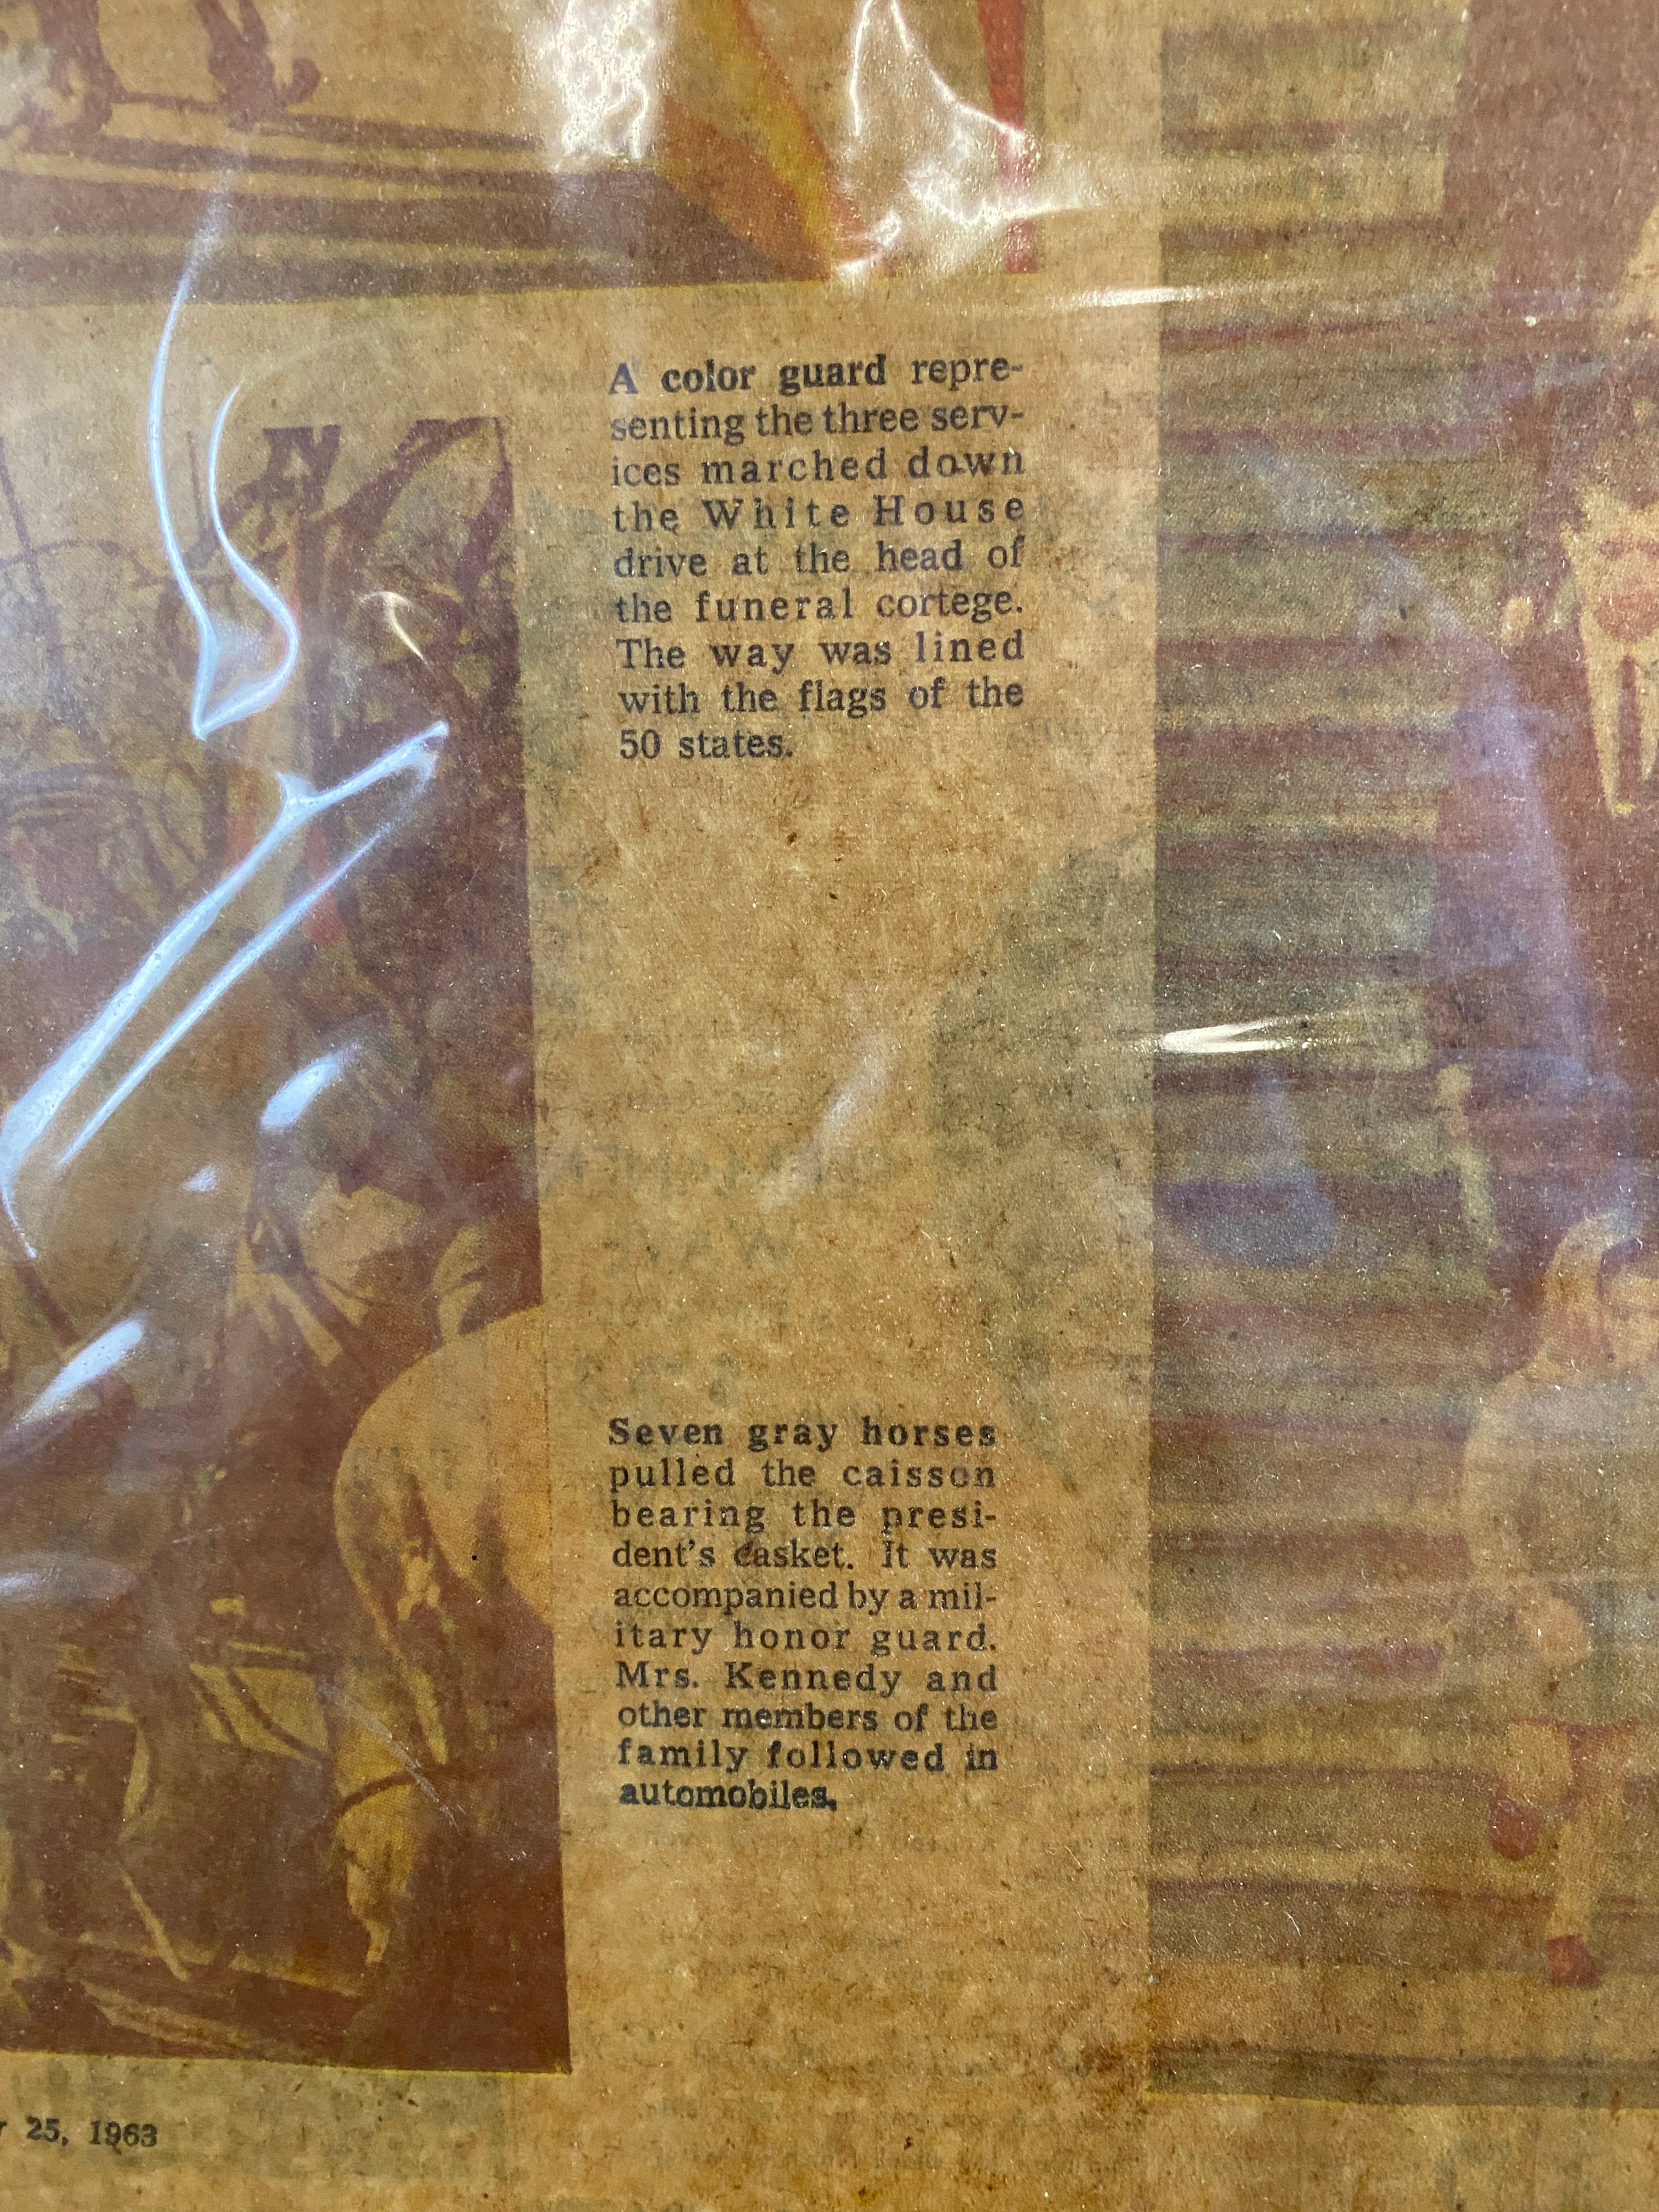 A color guard repre-
senting the three serv-
ices marched down
the White House
drive at the head of
the funeral cortege.
The way was lined
with the flags of the
50 states.
Seven gray horses
pulled the caisson
bearing the presi-
dent's casket. It was
accompanied by a mil-
itary honor guard.
Mrs. Kennedy and
other members of the
family followed in
automobiles.
25, 1963